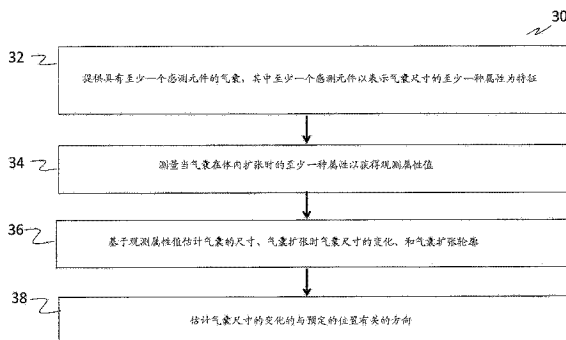 30
32
提供具有至少一个感测元件的气囊，其中至少一个感测元件以表示气囊尺寸的至少一种属性为特征
34
测量当气囊在体内扩张时的至少一种属性以获得观测属性值
36
基于观测属性值估计气囊的尺寸、气囊扩张时气囊尺寸的变化、和气囊扩张轮廓
38
估计气囊尺寸的变化的与预定的位置有关的方向